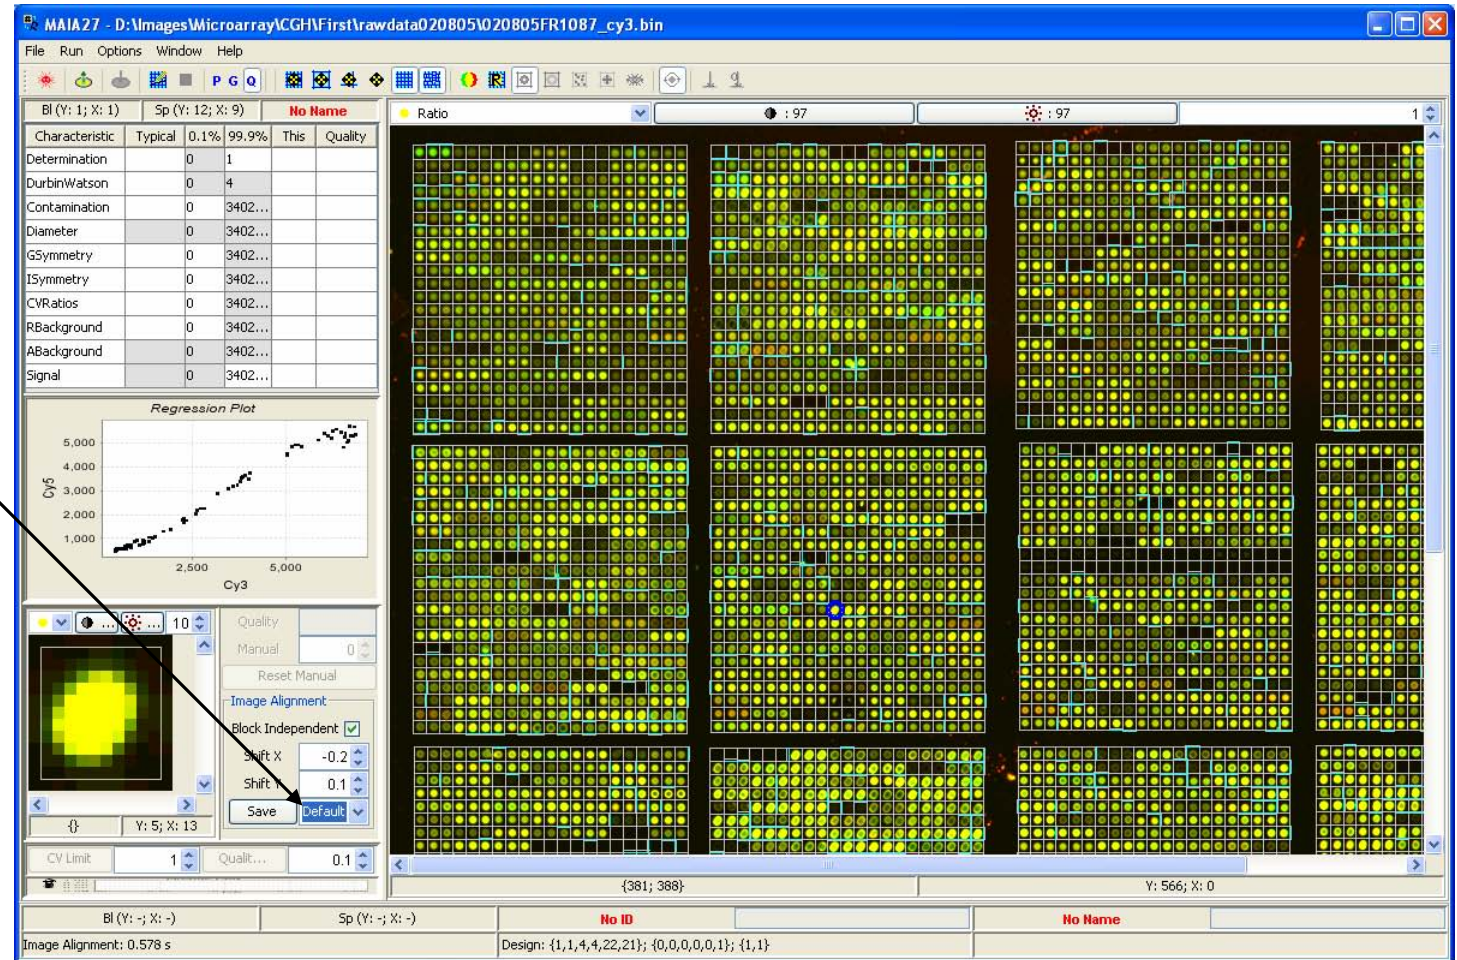 MAIA27 - D:\Images\Microarray\CGH\First\rawdata020805\020805FR1087_cy3.bin
File Run Options Window Help
P G Q R
Bl (Y: 1; X: 1) Sp (Y: 12; X: 9) No Name
Ratio : 97 : 97 1
Characteristic Typical 0.1% 99.9% This Quality
Determination 0 1
DurbinWatson 0 4
Contamination 0 3402...
Diameter 0 3402...
GSymmetry 0 3402...
ISymmetry 0 3402...
CVRatios 0 3402...
RBackground 0 3402...
ABackground 0 3402...
Signal 0 3402...
Regression Plot
5,000
4,000
3,000
2,000
1,000
Cy5
2,500 5,000
Cy3
... ... 10
Quality
Manual 0
Reset Manual
Image Alignment
Block Independent
Shift X -0.2
Shift Y 0.1
Save Default
{} Y: 5; X: 13
CV Limit 1 Qualit... 0.1
{381; 388} Y: 566; X: 0
Bl (Y: -; X: -) Sp (Y: -; X: -) No ID No Name
Image Alignment: 0.578 s Design: {1,1,4,4,22,21}; {0,0,0,0,0,1}; {1,1}